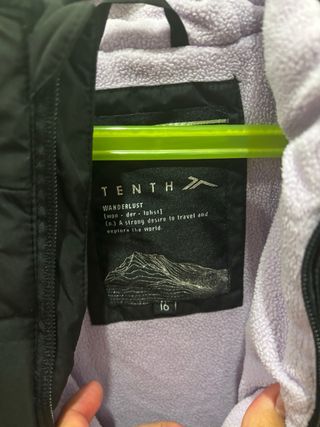 TENTH
WANDERLUST
[won · der · luhst]
(n.) A strong desire to travel and
explore the world.
16